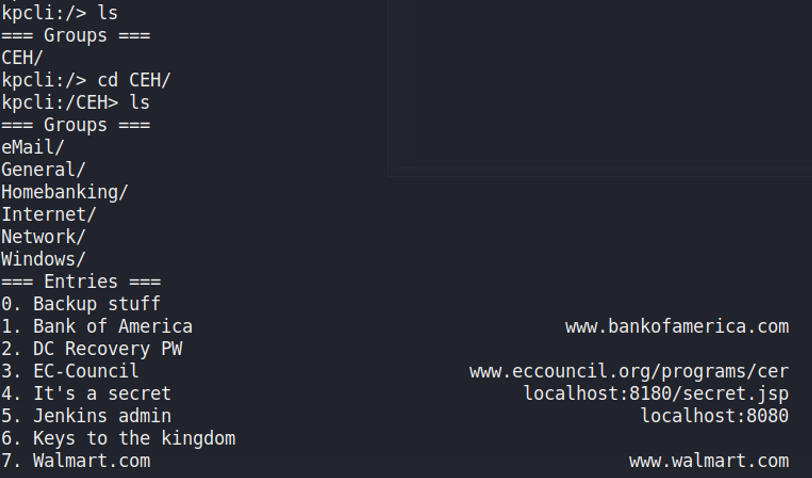 kpcli:/> ls
=== Groups ===
CEH/
kpcli:/> cd CEH/
kpcli:/CEH> ls
=== Groups ===
eMail/
General/
Homebanking/
Internet/
Network/
Windows/
=== Entries ===
0. Backup stuff
1. Bank of America www.bankofamerica.com
2. DC Recovery PW
3. EC-Council www.eccouncil.org/programs/cer
4. It's a secret localhost:8180/secret.jsp
5. Jenkins admin localhost:8080
6. Keys to the kingdom
7. Walmart.com www.walmart.com